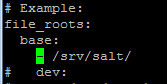 # Example:
file_roots:
  base:
    - /srv/salt/
#   dev: